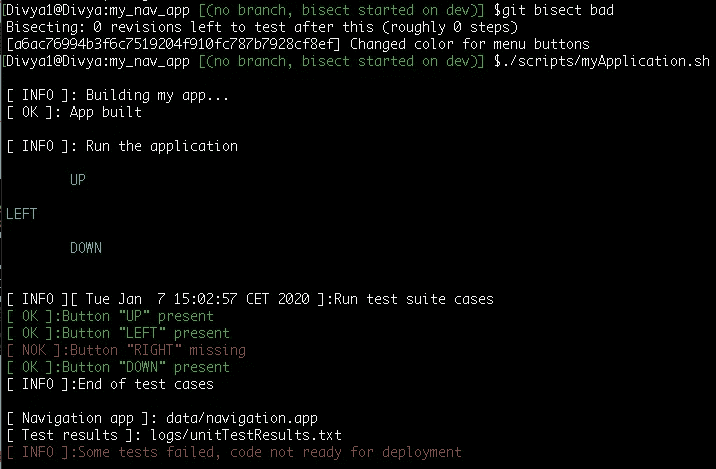 Divya1@Divya:my_nav_app [(no branch, bisect started on dev)] $git bisect bad
Bisecting: 0 revisions left to test after this (roughly 0 steps)
[a6ac76994b3f6c7519204f910fc787b7928cf8ef] Changed color for menu buttons
Divya1@Divya:my_nav_app [(no branch, bisect started on dev)] $./scripts/myApplication.sh
[ INFO ]: Building my app...
[ OK ]: App built
[ INFO ]: Run the application
UP
LEFT
DOWN
[ INFO ][ Tue Jan  7 15:02:57 CET 2020 ]:Run test suite cases
[ OK ]:Button "UP" present
[ OK ]:Button "LEFT" present
[ NOK ]:Button "RIGHT" missing
[ OK ]:Button "DOWN" present
[ INFO ]:End of test cases
[ Navigation app ]: data/navigation.app
[ Test results ]: logs/unitTestResults.txt
[ INFO ]:Some tests failed, code not ready for deployment